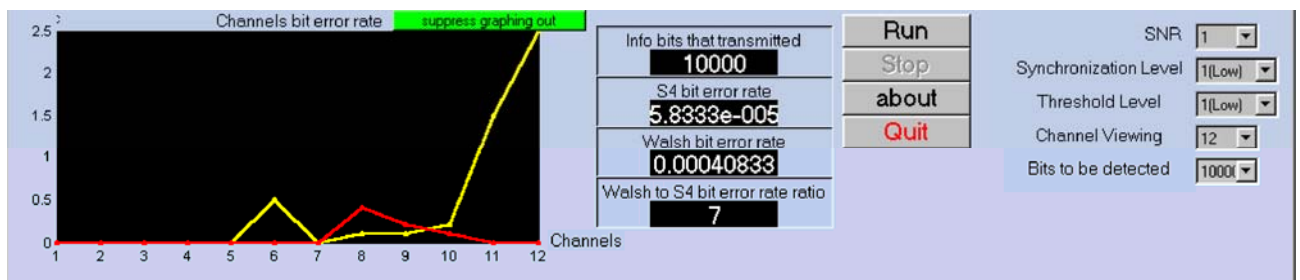 Channels bit error rate
suppress graphing out
2.5
2
1.5
1
0.5
0
1 2 3 4 5 6 7 8 9 10 11 12
Channels
Info bits that transmitted
10000
S4 bit error rate
5.8333e-005
Walsh bit error rate
0.00040833
Walsh to S4 bit error rate ratio
7
Run
Stop
about
Quit
SNR 1
Synchronization Level 1(Low)
Threshold Level 1(Low)
Channel Viewing 12
Bits to be detected